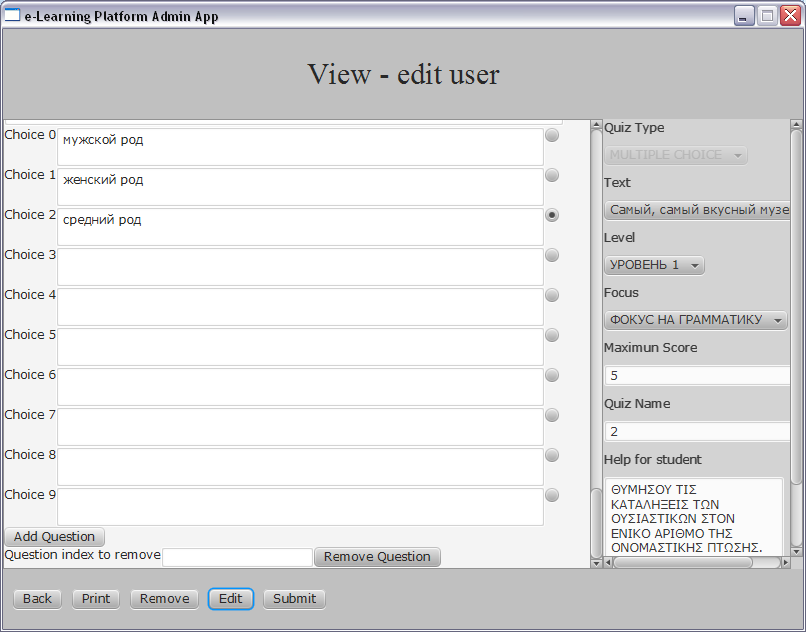 e-Learning Platform Admin App
View - edit user
Choice 0 мужской род
Choice 1 женский род
Choice 2 средний род
Choice 3
Choice 4
Choice 5
Choice 6
Choice 7
Choice 8
Choice 9
Add Question
Question index to remove Remove Question
Quiz Type
MULTIPLE CHOICE
Text
Самый, самый вкусный музе
Level
УРОВЕНЬ 1
Focus
ФОКУС НА ГРАММАТИКУ
Maximun Score
5
Quiz Name
2
Help for student
ΘΥΜΗΣΟΥ ΤΙΣ
ΚΑΤΑΛΗΞΕΙΣ ΤΩΝ
ΟΥΣΙΑΣΤΙΚΩΝ ΣΤΟΝ
ΕΝΙΚΟ ΑΡΙΘΜΟ ΤΗΣ
ΟΝΟΜΑΣΤΙΚΗΣ ΠΤΩΣΗΣ.
Back Print Remove Edit Submit